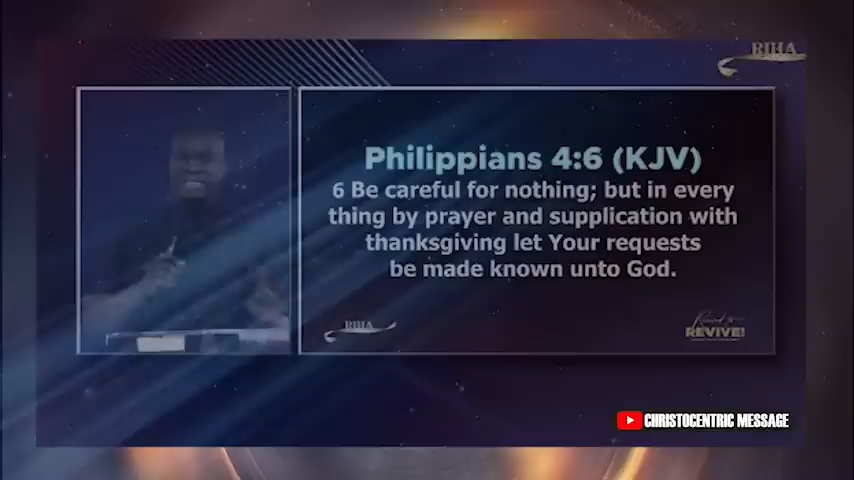 RIHA
Philippians 4:6 (KJV)
6 Be careful for nothing; but in every
thing by prayer and supplication with
thanksgiving let Your requests
be made known unto God.
RIHA
REVIVE!
CHRISTOCENTRIC MESSAGE